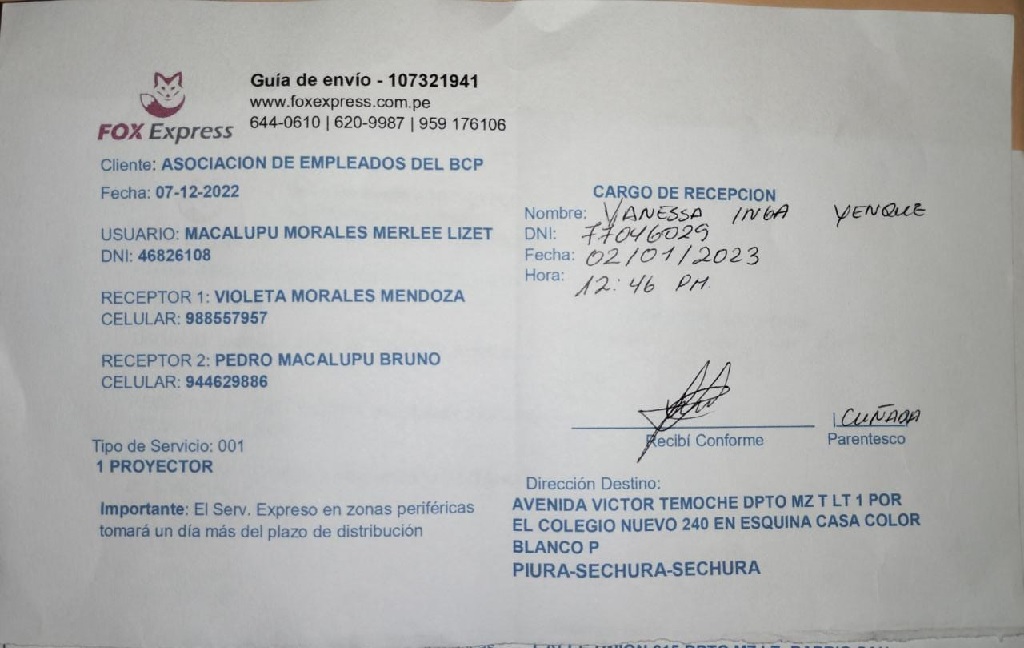 FOX Express
Guía de envío - 107321941
www.foxexpress.com.pe
644-0610 | 620-9987 | 959 176106
Cliente: ASOCIACION DE EMPLEADOS DEL BCP
Fecha: 07-12-2022
USUARIO: MACALUPU MORALES MERLEE LIZET
DNI: 46826108
RECEPTOR 1: VIOLETA MORALES MENDOZA
CELULAR: 988557957
RECEPTOR 2: PEDRO MACALUPU BRUNO
CELULAR: 944629886
Tipo de Servicio: 001
1 PROYECTOR
Importante: El Serv. Expreso en zonas periféricas
tomará un día más del plazo de distribución
CARGO DE RECEPCION
Nombre: VANESSA INGA YENQUE
DNI: 77046029
Fecha: 02/01/2023
Hora: 12:46 PM.
CUÑADA
Recibí Conforme Parentesco
Dirección Destino:
AVENIDA VICTOR TEMOCHE DPTO MZ T LT 1 POR
EL COLEGIO NUEVO 240 EN ESQUINA CASA COLOR
BLANCO P
PIURA-SECHURA-SECHURA